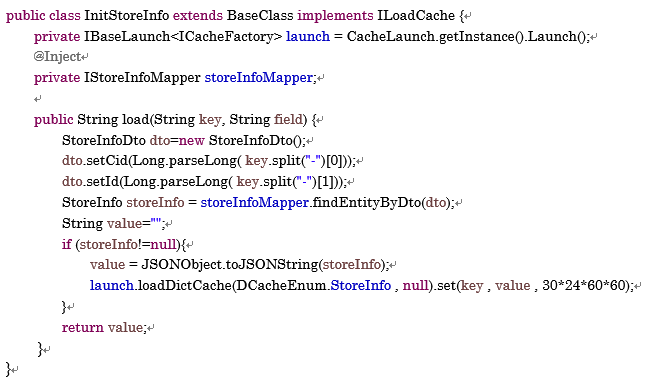 public class InitStoreInfo extends BaseClass implements ILoadCache {↵
private IBaseLaunch<ICacheFactory> launch = CacheLaunch.getInstance().Launch();↵
@Inject↵
private IStoreInfoMapper storeInfoMapper;↵
↵
public String load(String key, String field) {↵
StoreInfoDto dto=new StoreInfoDto();↵
dto.setCid(Long.parseLong( key.split("-")[0]));↵
dto.setId(Long.parseLong( key.split("-")[1]));↵
StoreInfo storeInfo = storeInfoMapper.findEntityByDto(dto);↵
String value="";↵
if (storeInfo!=null){↵
value = JSONObject.toJSONString(storeInfo);↵
launch.loadDictCache(DCacheEnum.StoreInfo , null).set(key , value , 30*24*60*60);↵
}↵
return value;↵
}↵
}↵